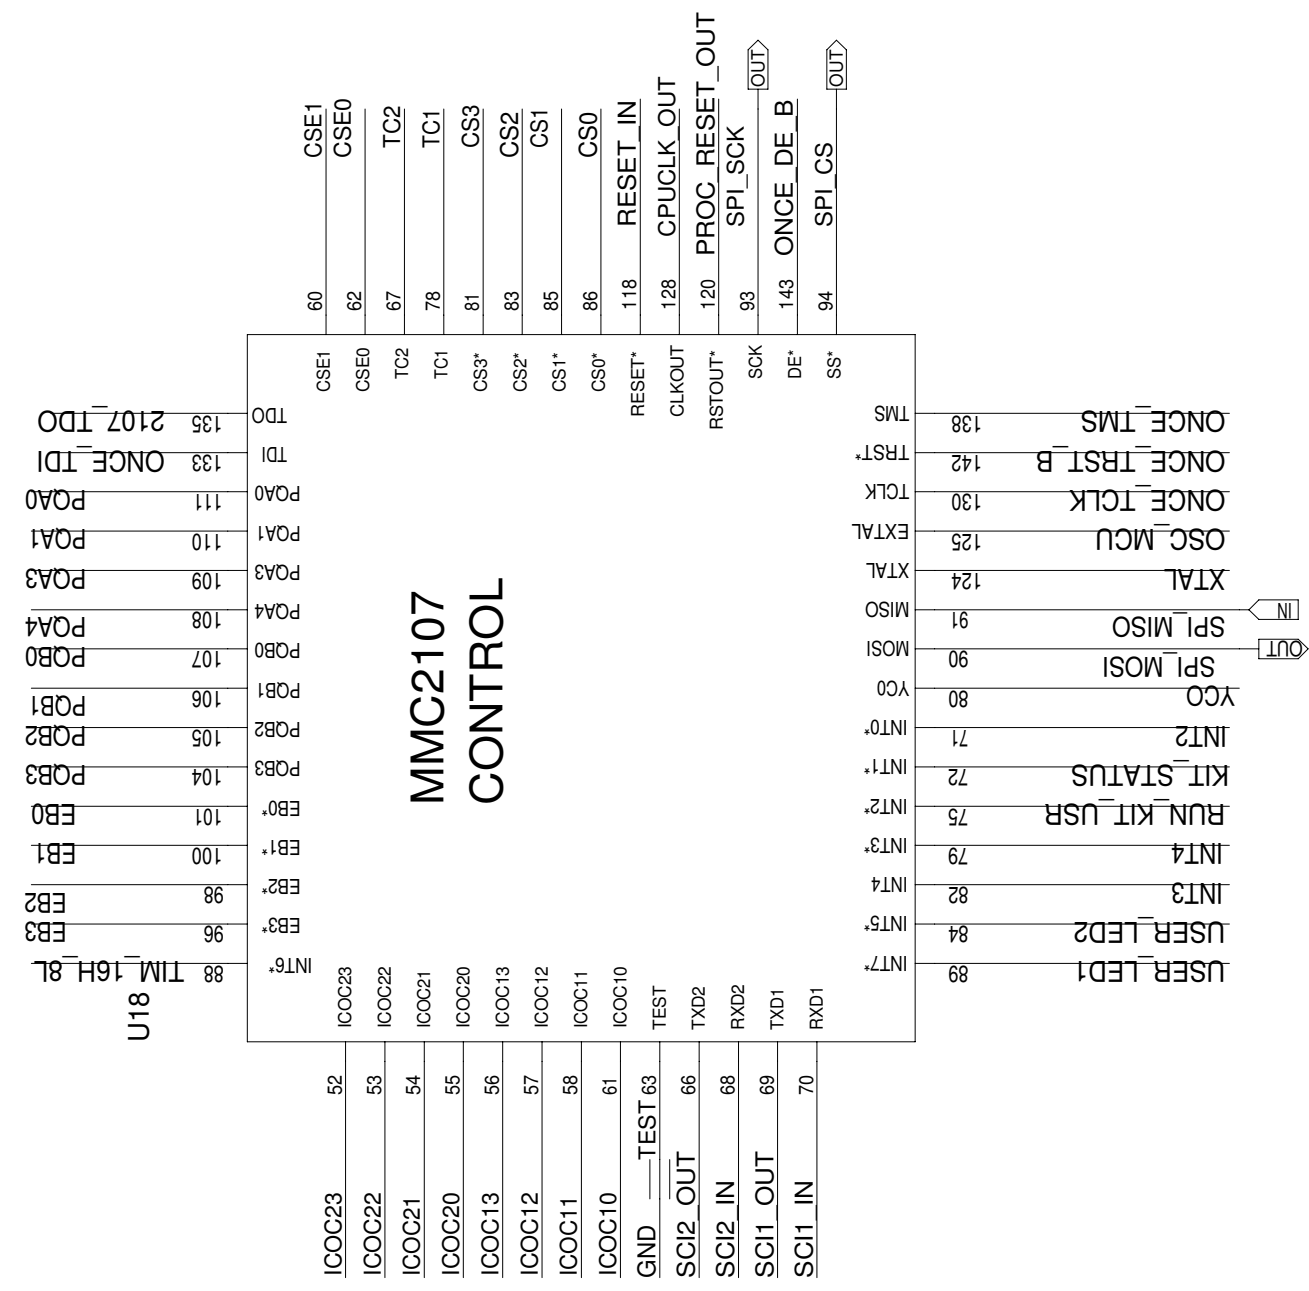 CSE1
CSE0
TC2
TC1
CS3
CS2
CS1
CS0
RESET_IN
CPUCLK_OUT
PROC_RESET_OUT
SPI_SCK
OUT
ONCE_DE_B
SPI_CS
OUT
60
62
67
78
81
83
85
86
118
128
120
93
143
94
CSE1
CSE0
TC2
TC1
CS3*
CS2*
CS1*
CS0*
RESET*
CLKOUT
RSTOUT*
SCK
DE*
SS*
2107_TDO 135 TDO
ONCE_TDI 133 TDI
PQA0 111 PQA0
PQA1 110 PQA1
PQA3 109 PQA3
PQA4 108 PQA4
PQB0 107 PQB0
PQB1 106 PQB1
PQB2 105 PQB2
PQB3 104 PQB3
EB0 101 EB0*
EB1 100 EB1*
EB2 98 EB2*
EB3 96 EB3*
TIM_16H_8L 88 INT6*
U18
MMC2107
CONTROL
TMS 138 ONCE_TMS
TRST* 142 ONCE_TRST_B
TCLK 130 ONCE_TCLK
EXTAL 125 OSC_MCU
XTAL 124 XTAL
MISO 91 SPI_MISO IN
MOSI 90 SPI_MOSI OUT
YC0 80 YCO
INT0* 71 INT2
INT1* 72 KIT_STATUS
INT2* 75 RUN_KIT_USR
INT3* 79 INT4
INT4 82 INT3
INT5* 84 USER_LED2
INT7* 89 USER_LED1
ICOC23
ICOC22
ICOC21
ICOC20
ICOC13
ICOC12
ICOC11
ICOC10
TEST
TXD2
RXD2
TXD1
RXD1
52
53
54
55
56
57
58
61
63
66
68
69
70
ICOC23
ICOC22
ICOC21
ICOC20
ICOC13
ICOC12
ICOC11
ICOC10
GND TEST
SCI2_OUT
SCI2_IN
SCI1_OUT
SCI1_IN